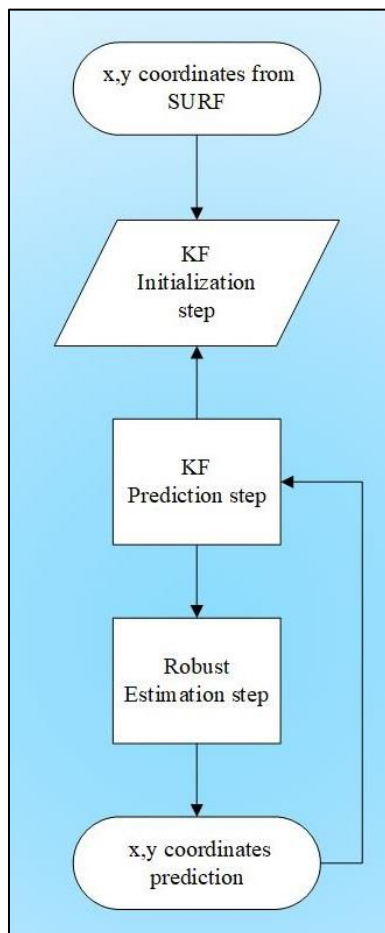 x,y coordinates from
SURF
KF
Initialization
step
KF
Prediction step
Robust
Estimation step
x,y coordinates
prediction